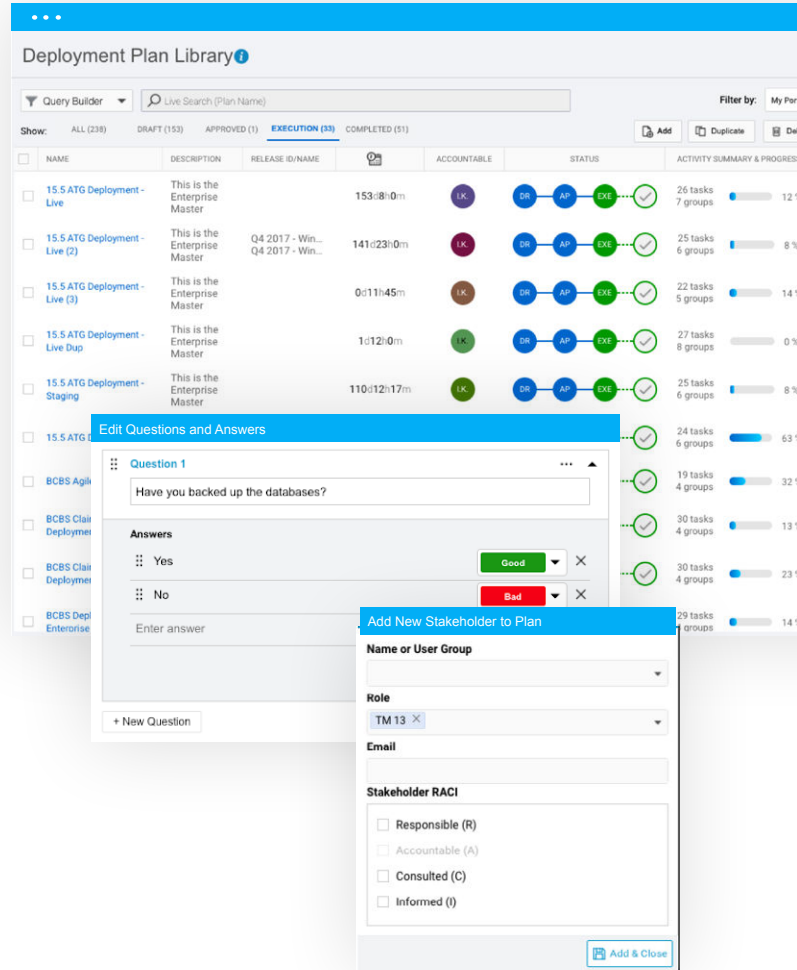 Deployment Plan Library
Query Builder
Live Search (Plan Name)
Filter by:
Show:
ALL (238)
DRAFT (153)
APPROVED (1)
EXECUTION (33)
COMPLETED (51)
Add
Duplicate
NAME
DESCRIPTION
RELEASE ID/NAME
ACCOUNTABLE
STATUS
ACTIVITY SUMMARY &
15.5 ATG Deployment -
Live
This is the
Enterprise
Master
153d8h0m
I.K.
DR
AP
EXE
26 tasks
7 groups
12
15.5 ATG Deployment -
Live (2)
This is the
Enterprise
Master
Q4 2017 - Win...
Q4 2017 - Win...
141d23h0m
I.K.
DR
AP
EXE
25 tasks
6 groups
8 %
15.5 ATG Deployment -
Live (3)
This is the
Enterprise
Master
0d11h45m
I.K.
DR
AP
EXE
22 tasks
5 groups
14
15.5 ATG Deployment -
Live Dup
This is the
Enterprise
Master
1d12h0m
I.K.
DR
AP
EXE
27 tasks
8 groups
0 %
15.5 ATG Deployment -
Staging
This is the
Enterprise
Master
110d12h17m
I.K.
DR
AP
EXE
25 tasks
6 groups
8 %
15.5 ATG
24 tasks
6 groups
63
BCBS
19 tasks
4 groups
32
BCBS
30 tasks
4 groups
13
BCBS
30 tasks
4 groups
23
BCBS
Enterprise
29 tasks
groups
14
Edit Questions and Answers
Question 1
Have you backed up the databases?
Answers
Yes
Good
No
Bad
Enter answer
+ New Question
Add New Stakeholder to Plan
Name or User Group
Role
TM 13
Email
Stakeholder RACI
Responsible (R)
Accountable (A)
Consulted (C)
Informed (I)
Add & Close